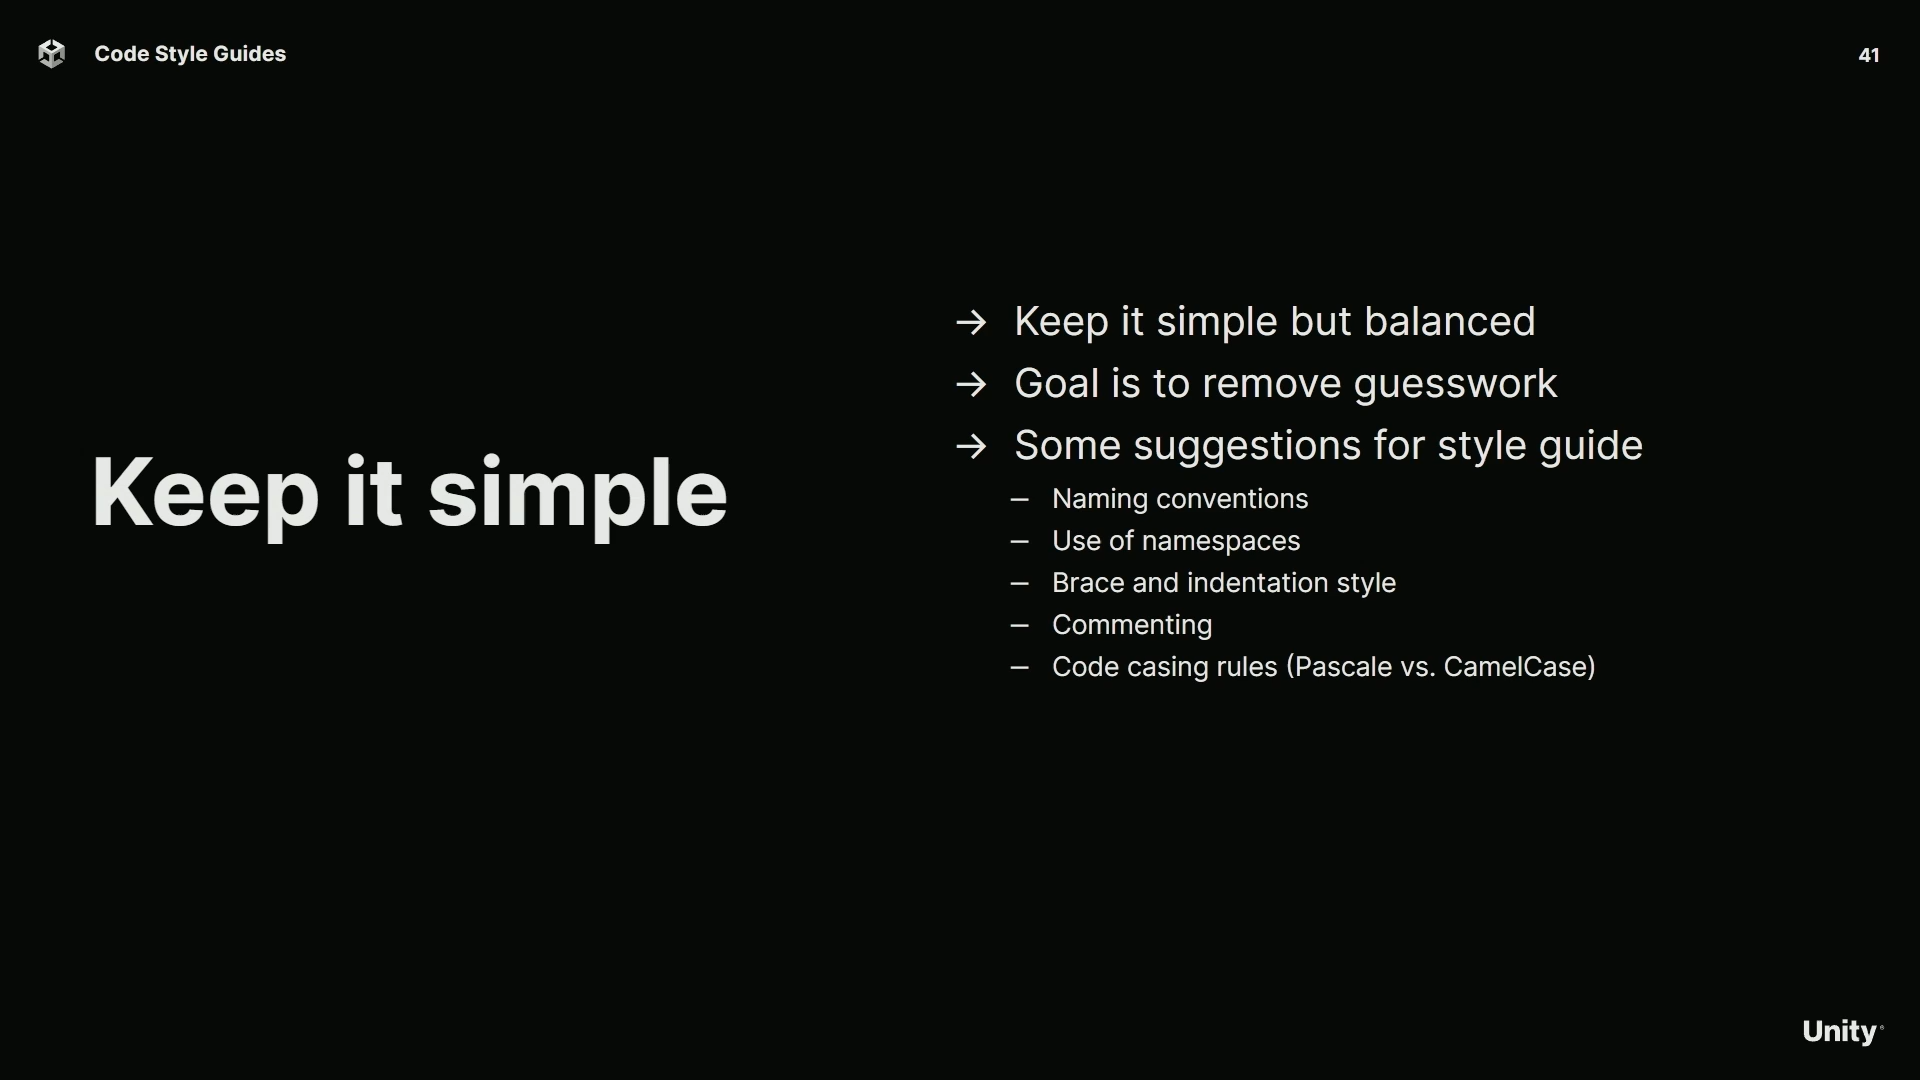 Code Style Guides
41
Keep it simple
→ Keep it simple but balanced
→ Goal is to remove guesswork
→ Some suggestions for style guide
– Naming conventions
– Use of namespaces
– Brace and indentation style
– Commenting
– Code casing rules (Pascale vs. CamelCase)
Unity®